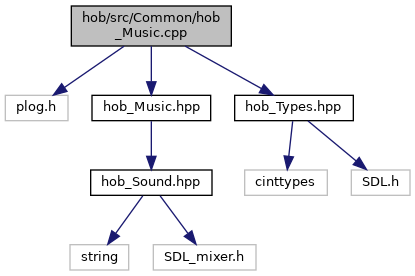 hob/src/Common/hob
_Music.cpp
plog.h
hob_Music.hpp
hob_Types.hpp
hob_Sound.hpp
cinttypes
SDL.h
string
SDL_mixer.h